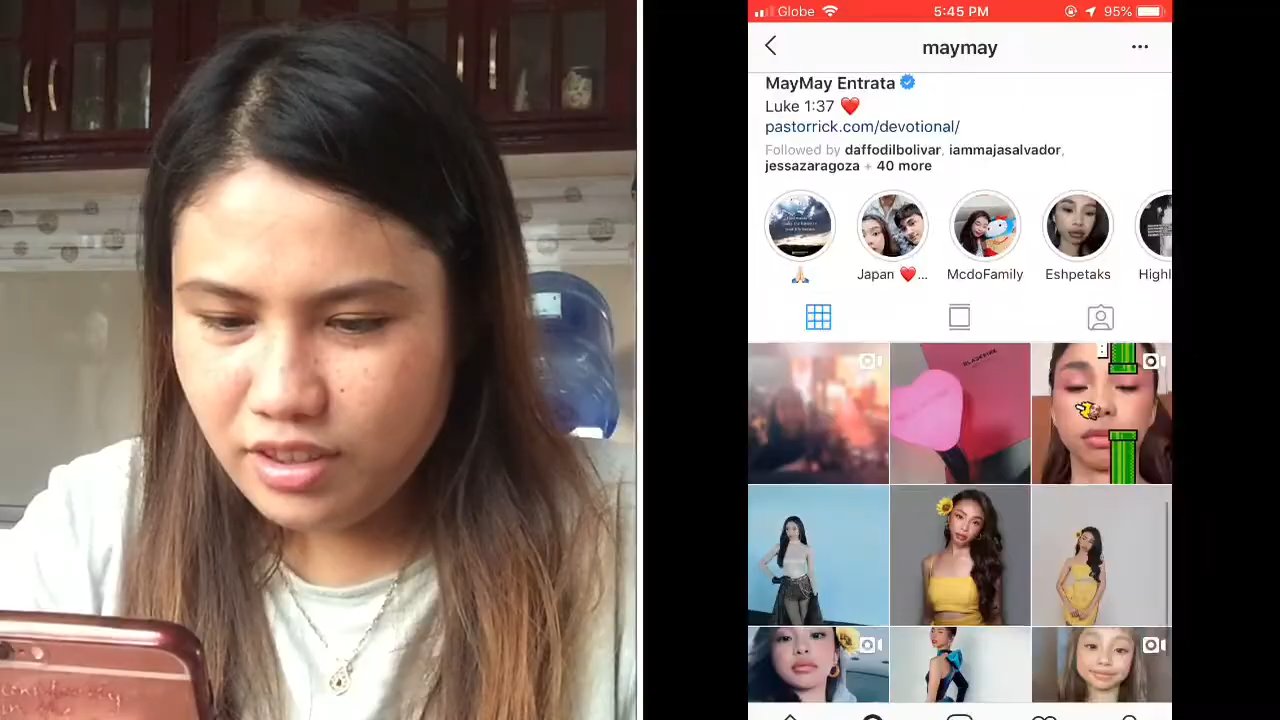 Globe 5:45 PM 95%
maymay
MayMay Entrata
Luke 1:37 ❤️
pastorrick.com/devotional/
Followed by daffodilbolivar, iammajasalvador,
jessazaragoza + 40 more
🙏🏻 Japan ❤️... McdoFamily Eshpetaks Highl
BLACKPINK